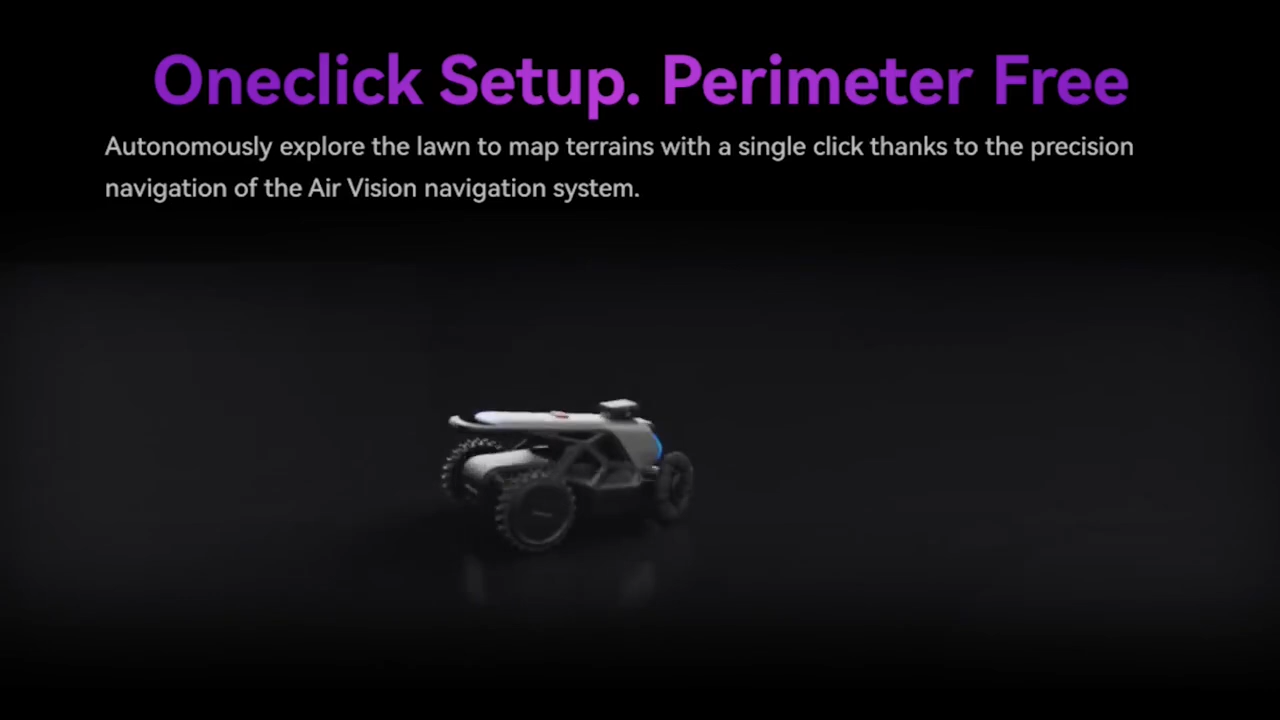 Oneclick Setup. Perimeter Free
Autonomously explore the lawn to map terrains with a single click thanks to the precision
navigation of the Air Vision navigation system.